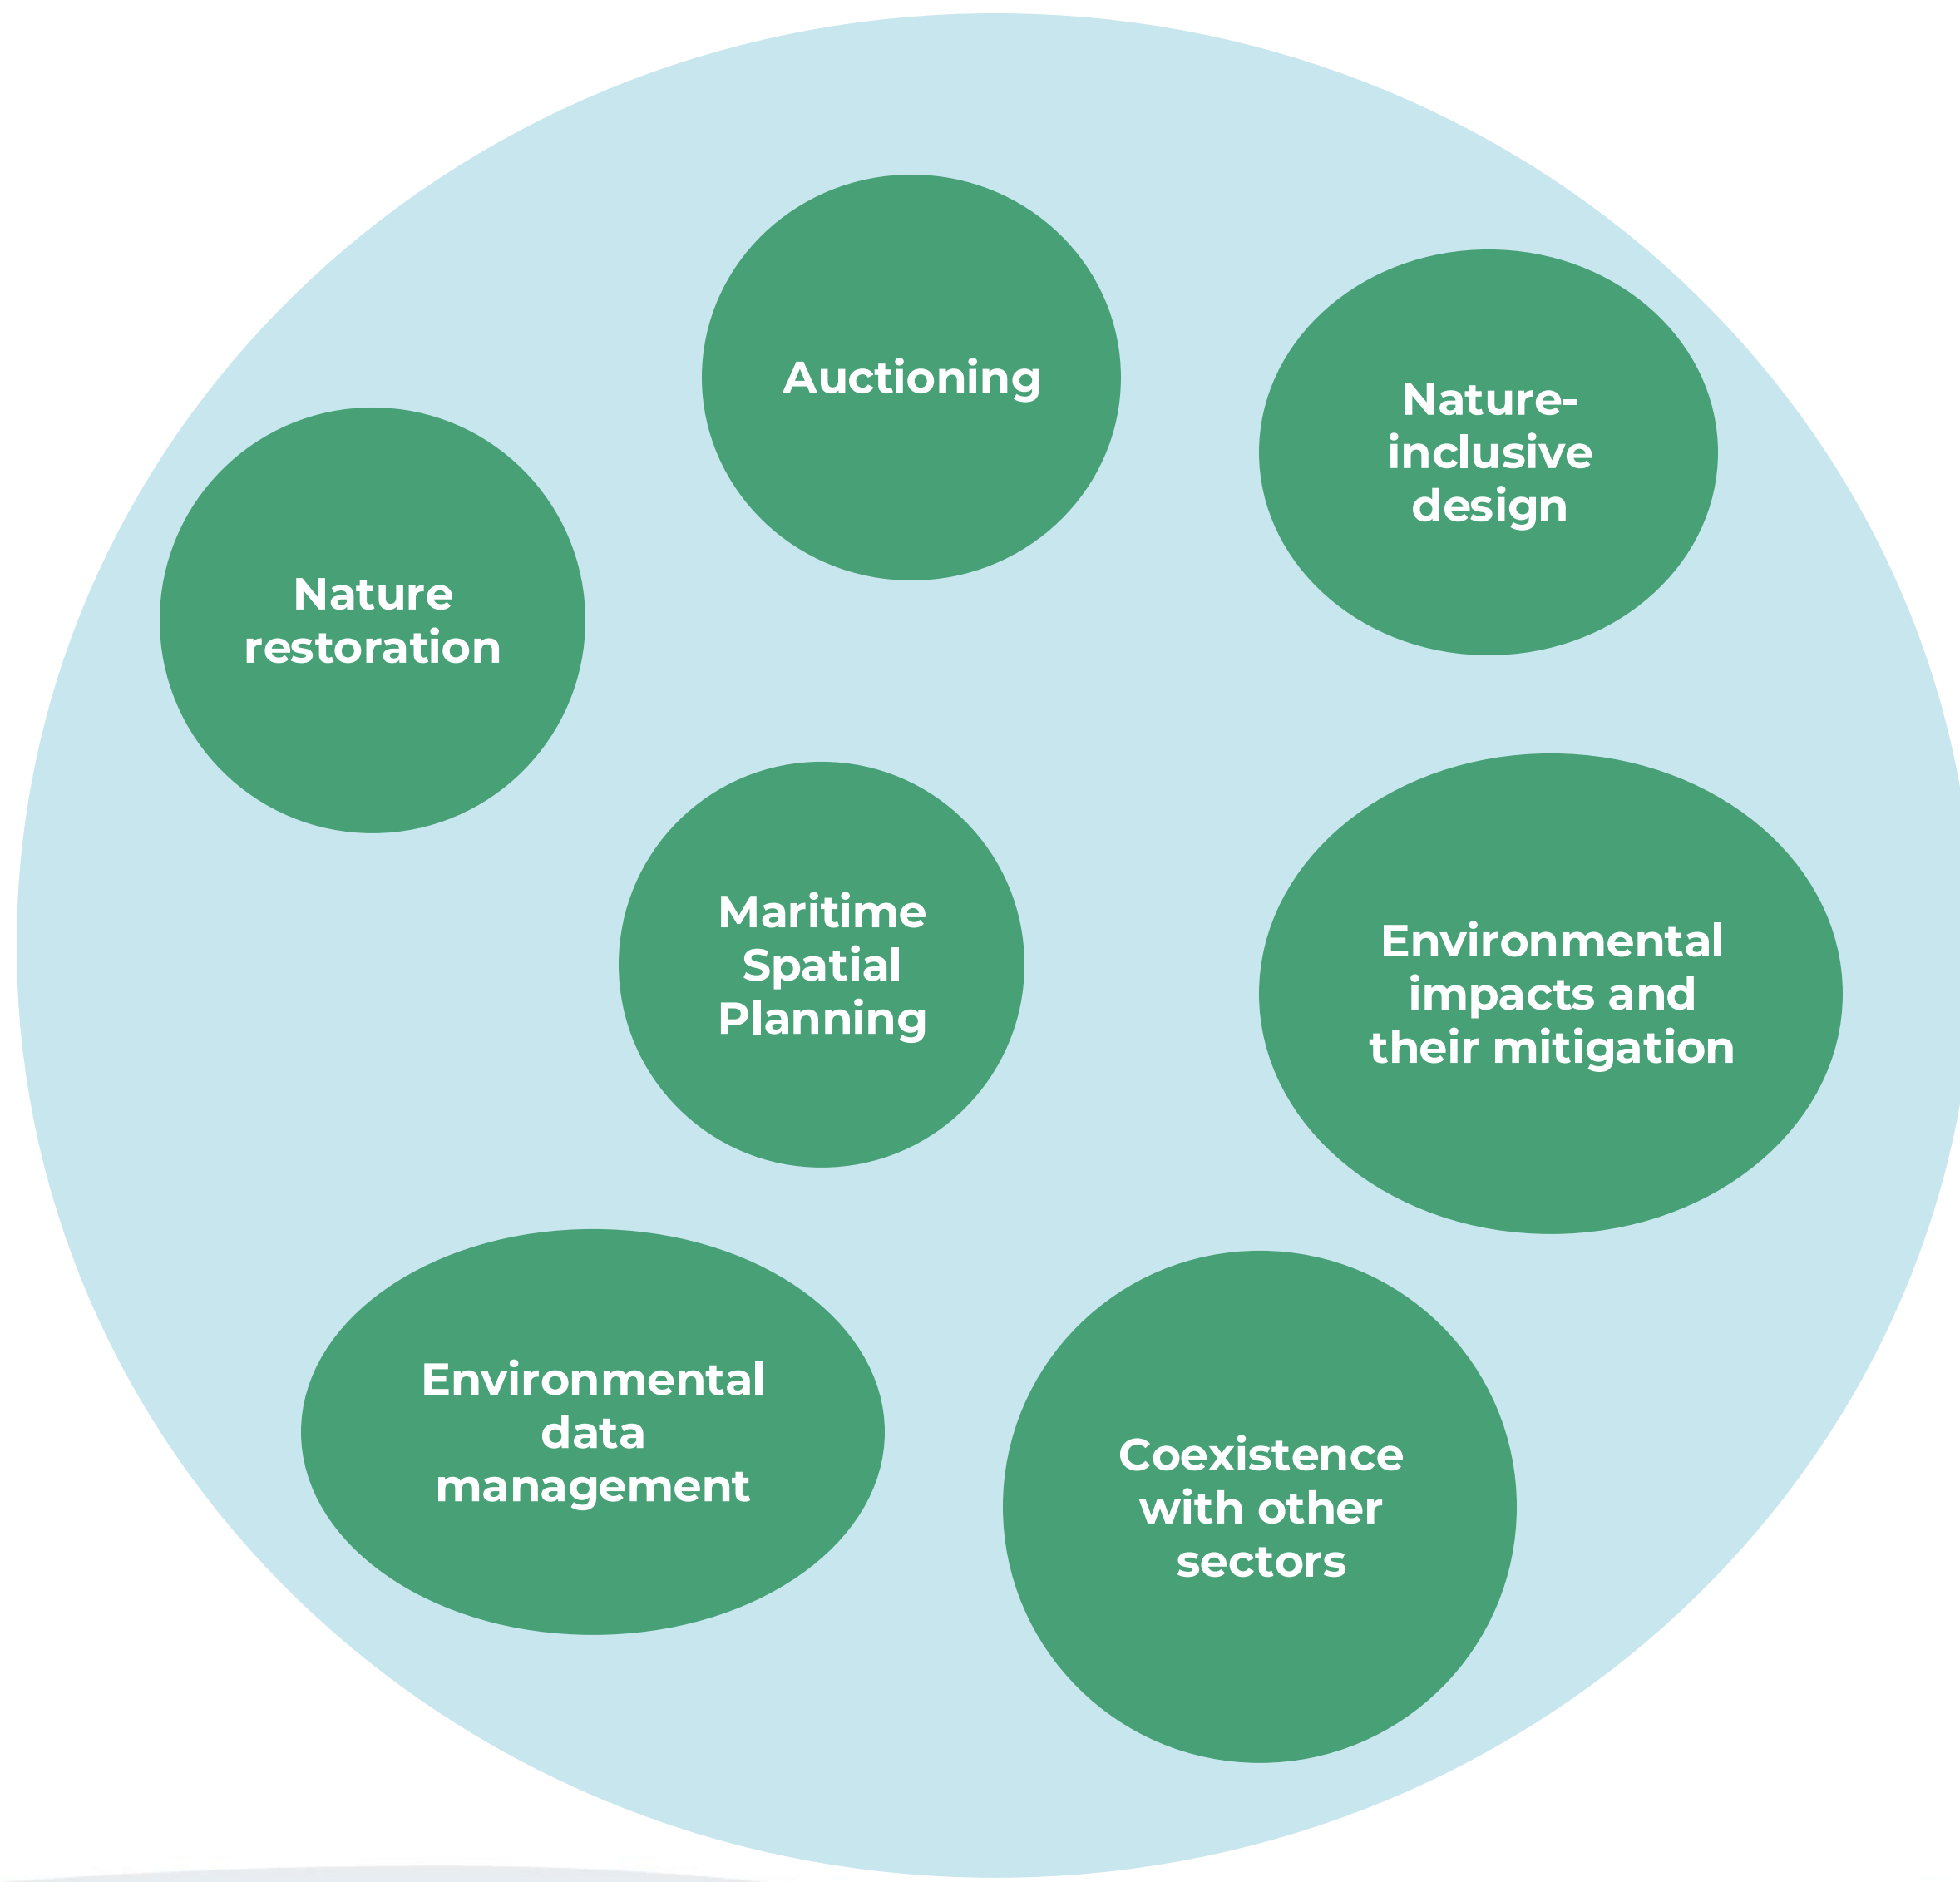 Auctioning
Nature-
inclusive
design
Nature
restoration
Maritime
Spatial
Planning
Environmental
impacts and
their mitigation
Environmental
data
management
Coexistence
with other
sectors